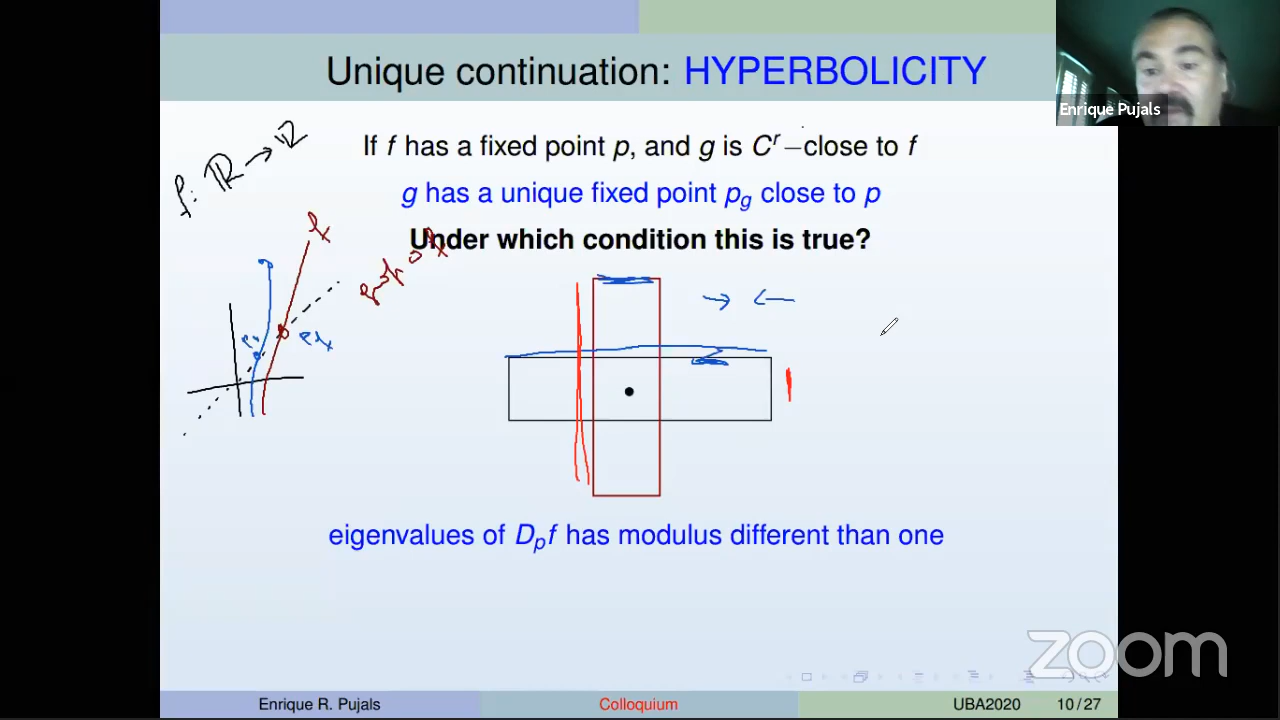 Unique continuation: HYPERBOLICITY
Enrique Pujals
If f has a fixed point p, and g is Cʳ−close to f
g has a unique fixed point p_g close to p
Under which condition this is true?
f: ℝ → ℝ
f
eigenvalues of D_pf has modulus different than one
zoom
Enrique R. Pujals
Colloquium
UBA2020
10/27